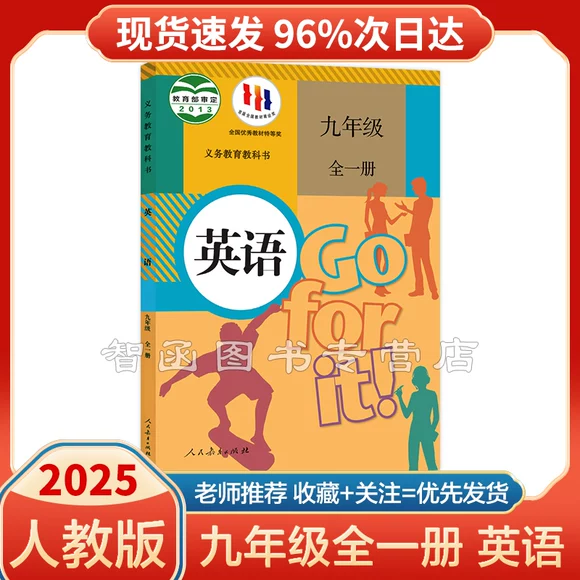 现货速发 96%次日达
教育部审定
2013
全国优秀教材特等奖
义务教育教科书
九年级
全一册
英语
Go
for
it!
义务教育教科书
英语
九年级 全一册
智函图书专营店
人民教育出版社
2025
老师推荐 收藏+关注=优先发货
人教版
九年级全一册 英语